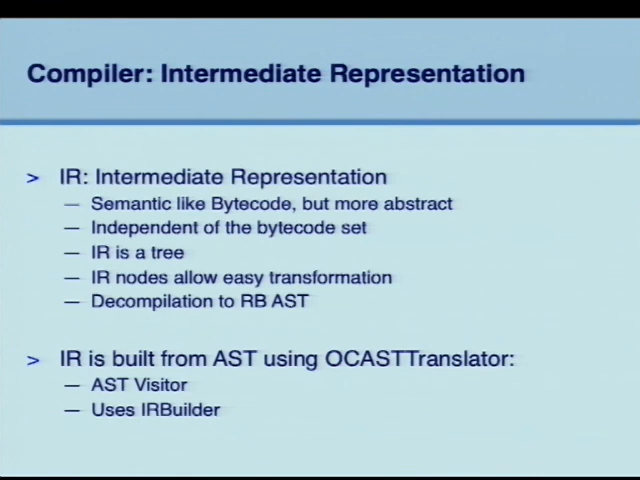 Compiler: Intermediate Representation
> IR: Intermediate Representation
— Semantic like Bytecode, but more abstract
— Independent of the bytecode set
— IR is a tree
— IR nodes allow easy transformation
— Decompilation to RB AST
> IR is built from AST using OCASTTranslator:
— AST Visitor
— Uses IRBuilder